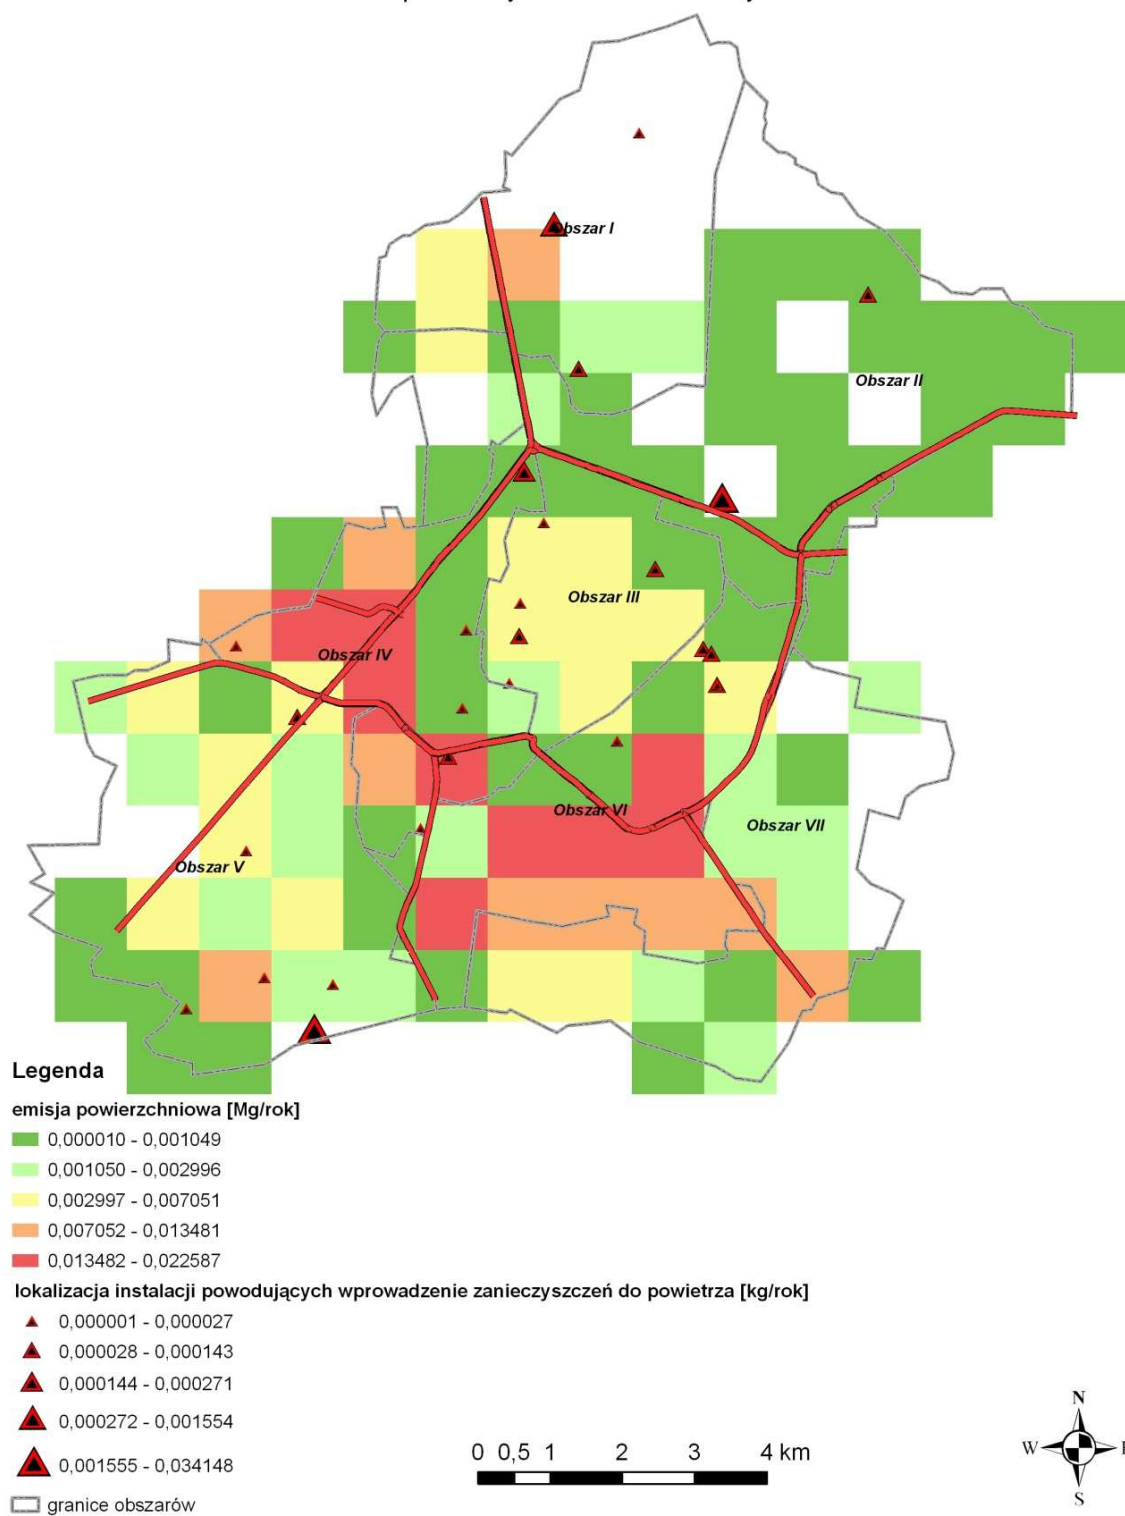 Obszar I
Obszar II
Obszar III
Obszar IV
Obszar VI
Obszar VII
Obszar V
Legenda
emisja powierzchniowa [Mg/rok]
0,000010 - 0,001049
0,001050 - 0,002996
0,002997 - 0,007051
0,007052 - 0,013481
0,013482 - 0,022587
lokalizacja instalacji powodujących wprowadzenie zanieczyszczeń do powietrza [kg/rok]
0,000001 - 0,000027
0,000028 - 0,000143
0,000144 - 0,000271
0,000272 - 0,001554
0,001555 - 0,034148
granice obszarów
0 0,5 1 2 3 4 km
N
W
S